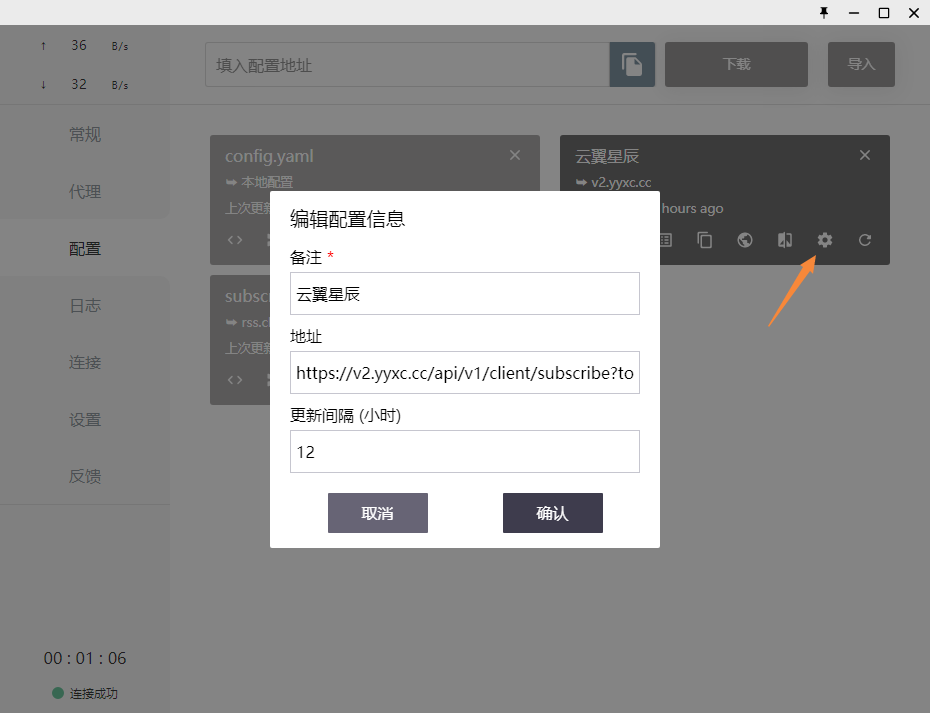 ↑ 36 B/s
↓ 32 B/s
填入配置地址
下载
导入
常规
代理
配置
日志
连接
设置
反馈
config.yaml
本地配置
上次更新
云翼星辰
v2.yyxc.cc
hours ago
subsc
rss.cl
上次更新
编辑配置信息
备注 *
云翼星辰
地址
https://v2.yyxc.cc/api/v1/client/subscribe?to
更新间隔 (小时)
12
取消
确认
00 : 01 : 06
连接成功